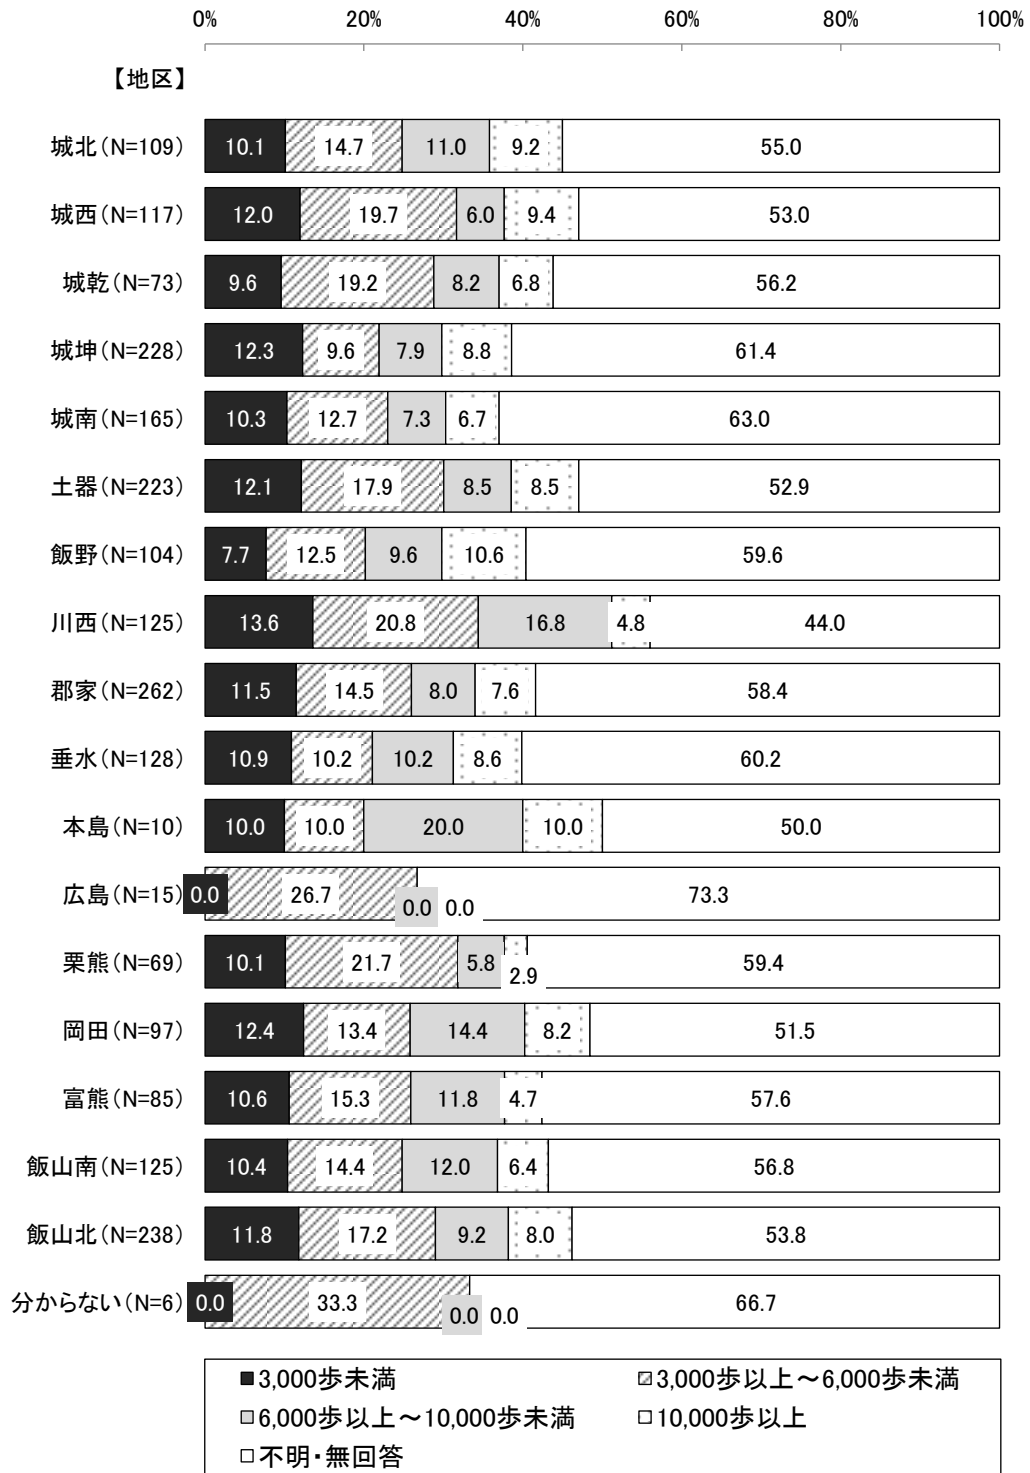 0% 20% 40% 60% 80% 100%
【地区】
城北(N=109) 10.1 14.7 11.0 9.2 55.0
城西(N=117) 12.0 19.7 6.0 9.4 53.0
城乾(N=73) 9.6 19.2 8.2 6.8 56.2
城坤(N=228) 12.3 9.6 7.9 8.8 61.4
城南(N=165) 10.3 12.7 7.3 6.7 63.0
土器(N=223) 12.1 17.9 8.5 8.5 52.9
飯野(N=104) 7.7 12.5 9.6 10.6 59.6
川西(N=125) 13.6 20.8 16.8 4.8 44.0
郡家(N=262) 11.5 14.5 8.0 7.6 58.4
垂水(N=128) 10.9 10.2 10.2 8.6 60.2
本島(N=10) 10.0 10.0 20.0 10.0 50.0
広島(N=15) 0.0 26.7 0.0 0.0 73.3
栗熊(N=69) 10.1 21.7 5.8 2.9 59.4
岡田(N=97) 12.4 13.4 14.4 8.2 51.5
富熊(N=85) 10.6 15.3 11.8 4.7 57.6
飯山南(N=125) 10.4 14.4 12.0 6.4 56.8
飯山北(N=238) 11.8 17.2 9.2 8.0 53.8
分からない(N=6) 0.0 33.3 0.0 0.0 66.7
3,000歩未満 3,000歩以上～6,000歩未満
6,000歩以上～10,000歩未満 10,000歩以上
不明・無回答